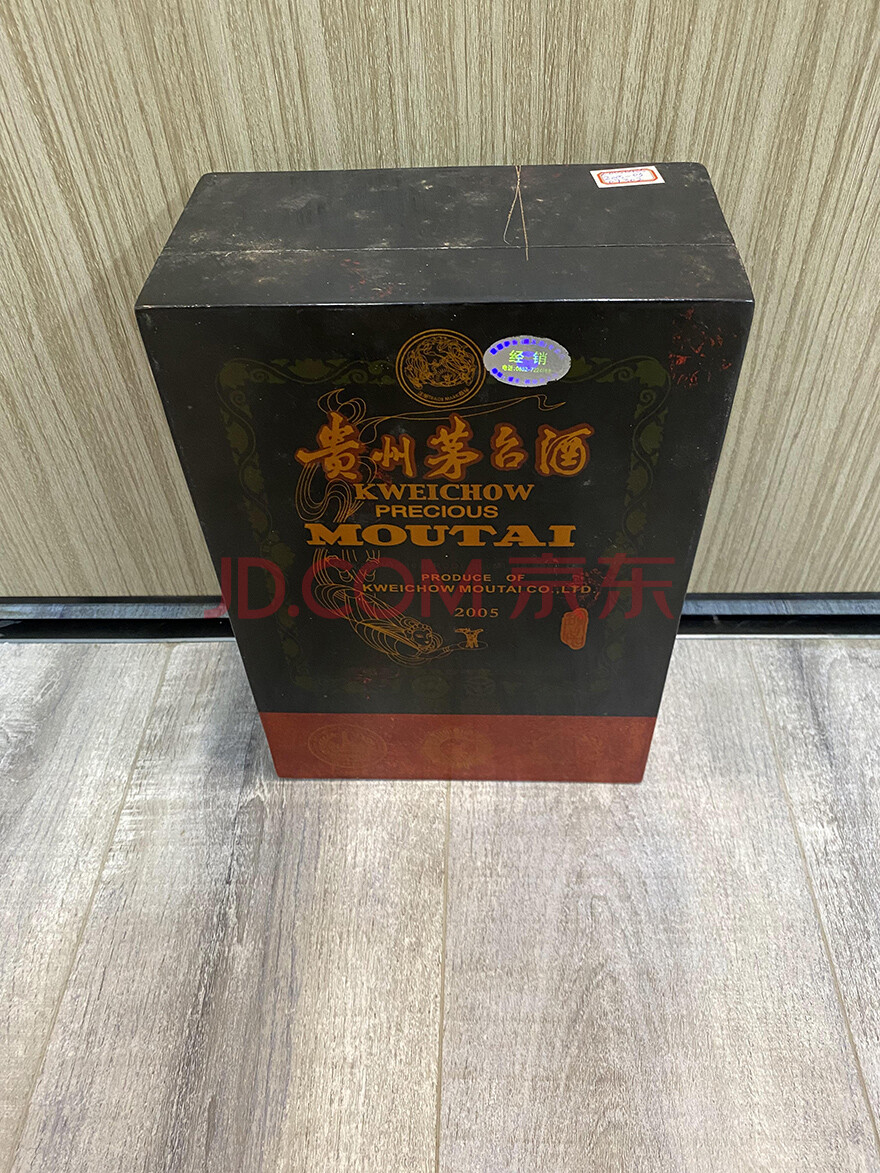 经销
贵州茅台酒
KWEICHOW
PRECIOUS
MOUTAI
PRODUCE OF
KWEICHOW MOUTAI CO.,LTD.
JD.COM 京东
2005